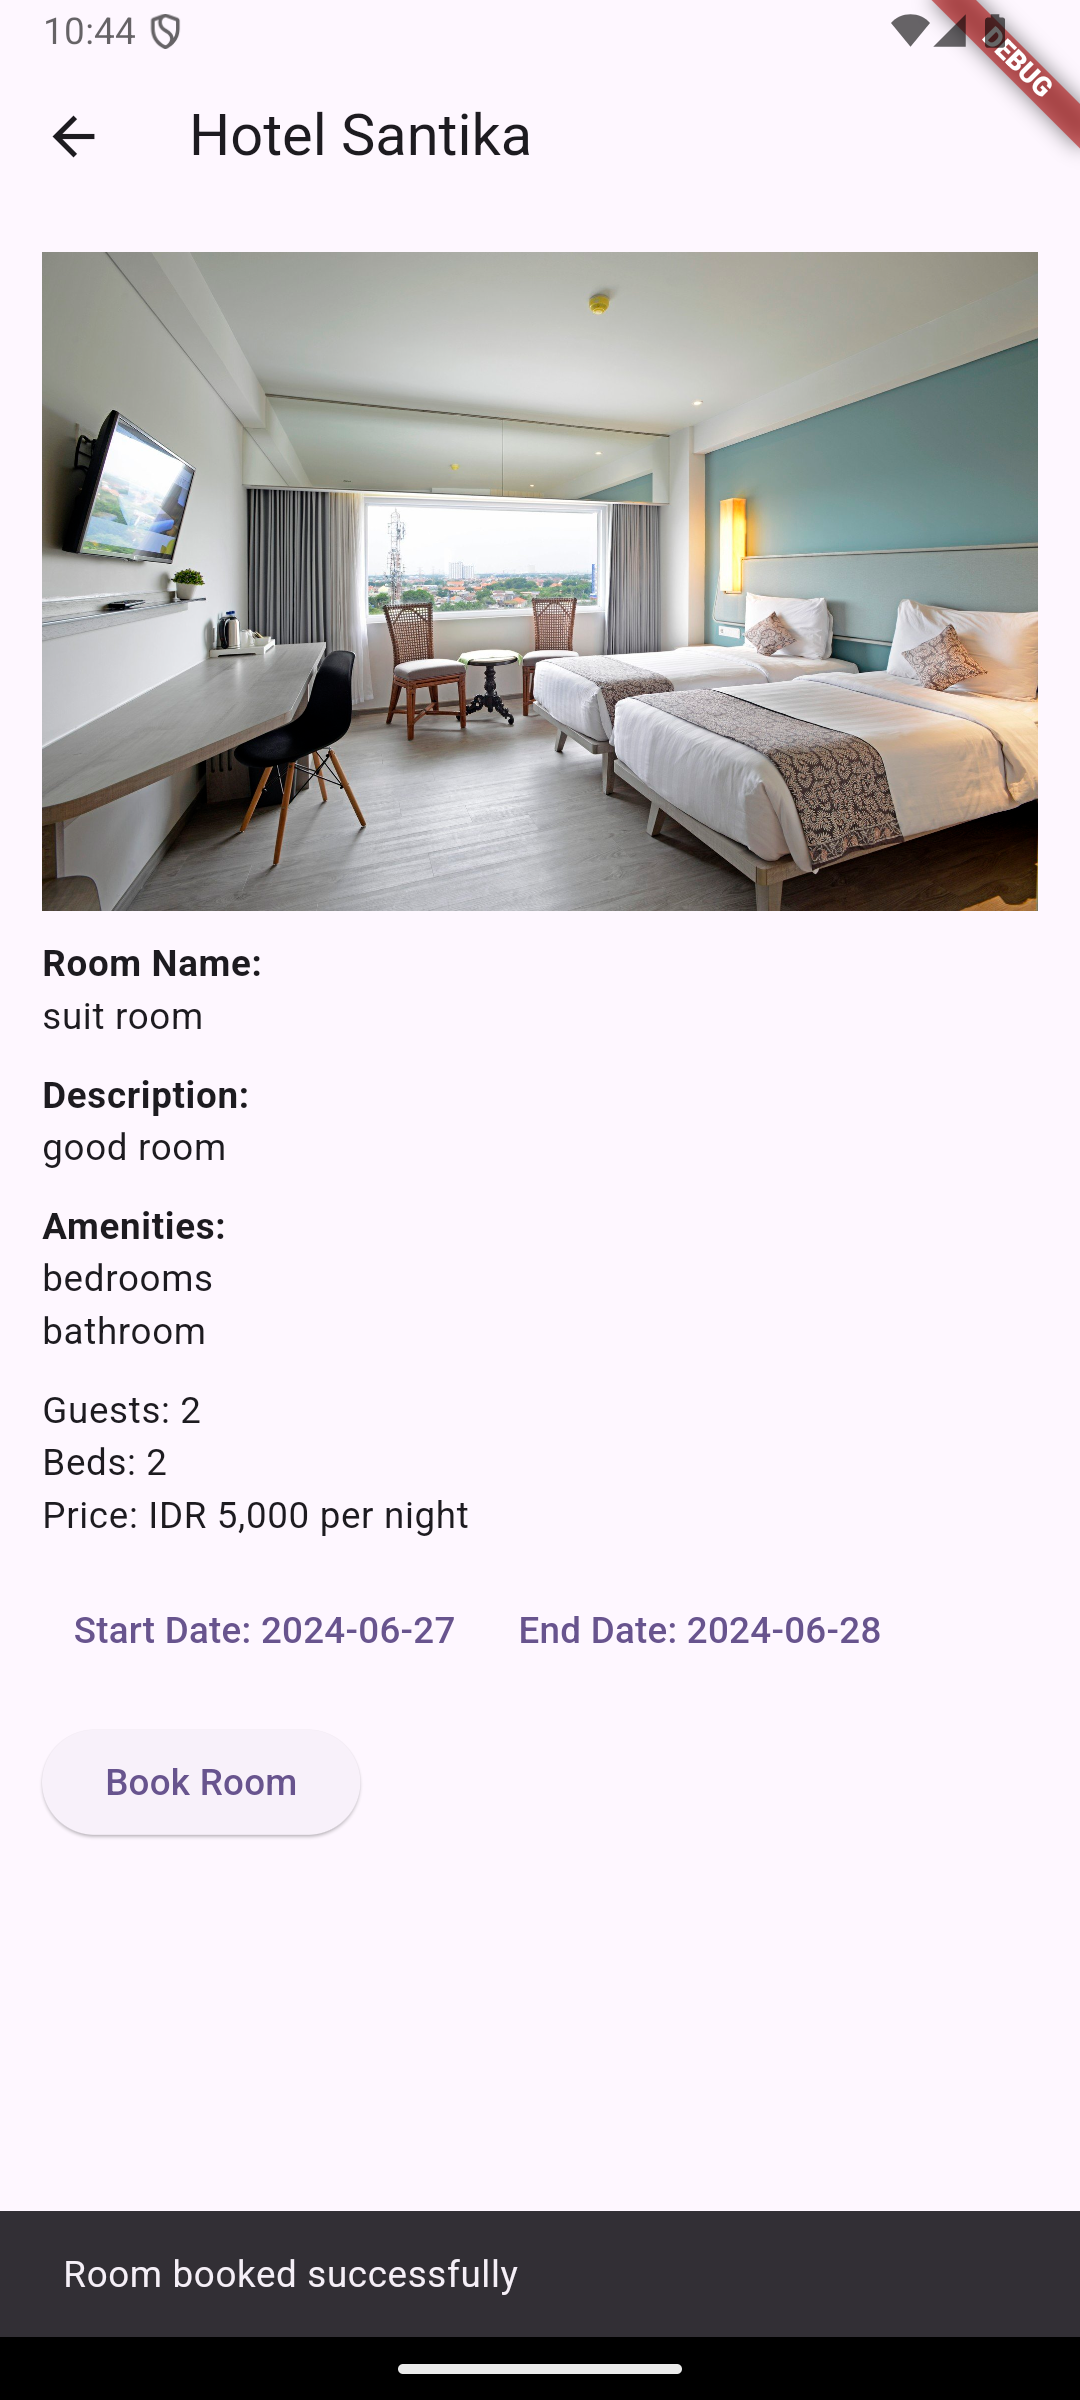 10:44
DEBUG
Hotel Santika
Room Name:
suit room
Description:
good room
Amenities:
bedrooms
bathroom
Guests: 2
Beds: 2
Price: IDR 5,000 per night
Start Date: 2024-06-27 End Date: 2024-06-28
Book Room
Room booked successfully